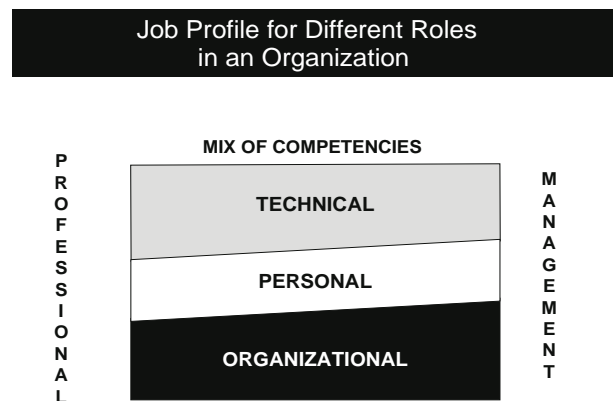 Job Profile for Different Roles
in an Organization
MIX OF COMPETENCIES
PROFESSIONAL
TECHNICAL
PERSONAL
ORGANIZATIONAL
MANAGEMENT